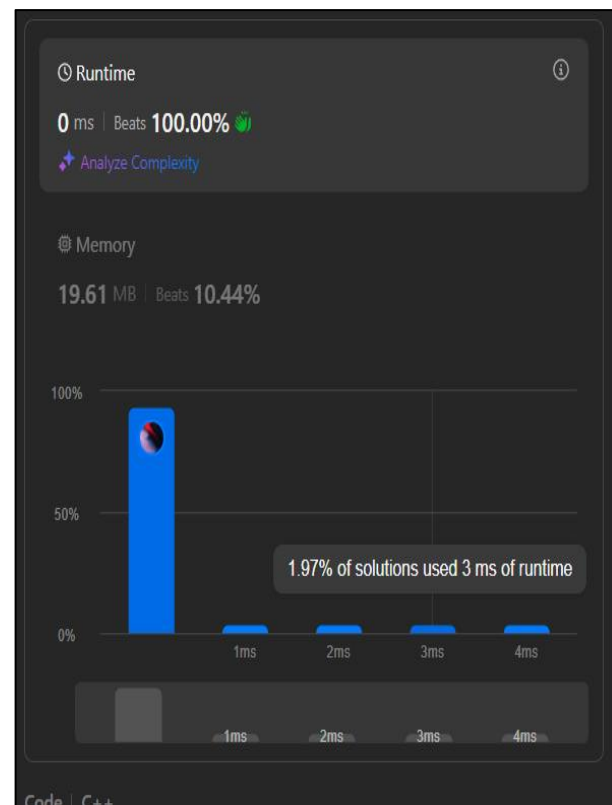 Runtime
0 ms | Beats 100.00%
Analyze Complexity
Memory
19.61 MB | Beats 10.44%
100%
50%
1.97% of solutions used 3 ms of runtime
0%
1ms 2ms 3ms 4ms
1ms 2ms 3ms 4ms
Code | C++